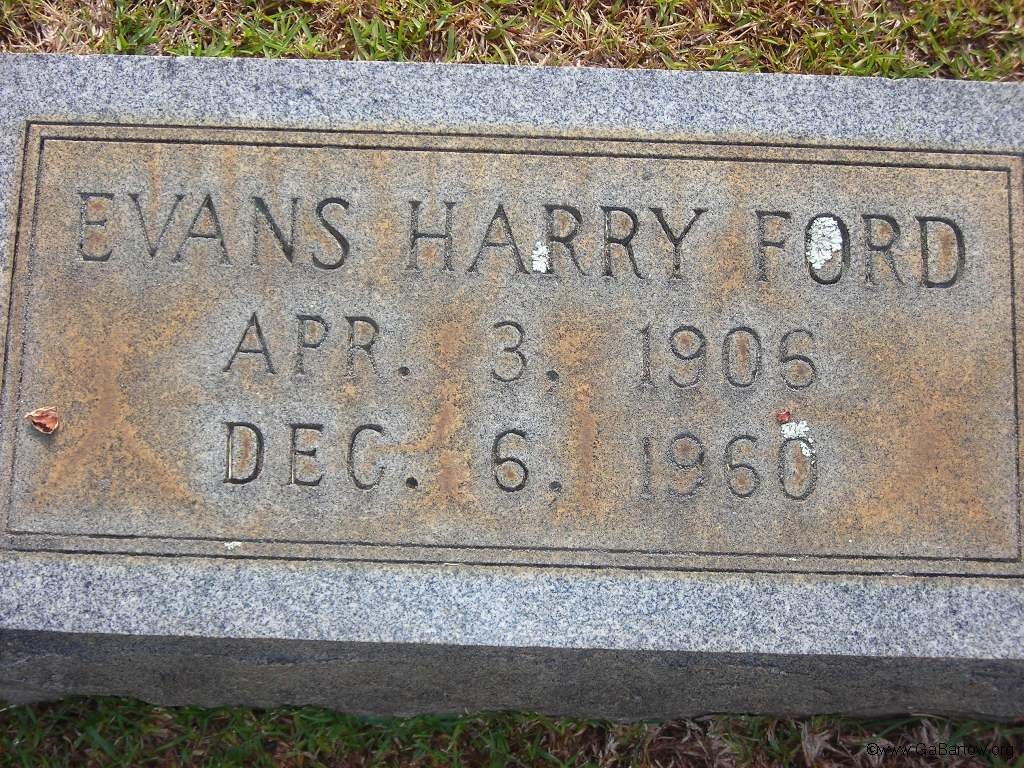 EVANS HARRY FORD
APR. 3, 1906
DEC. 6, 1960
©www.GaBartow.org